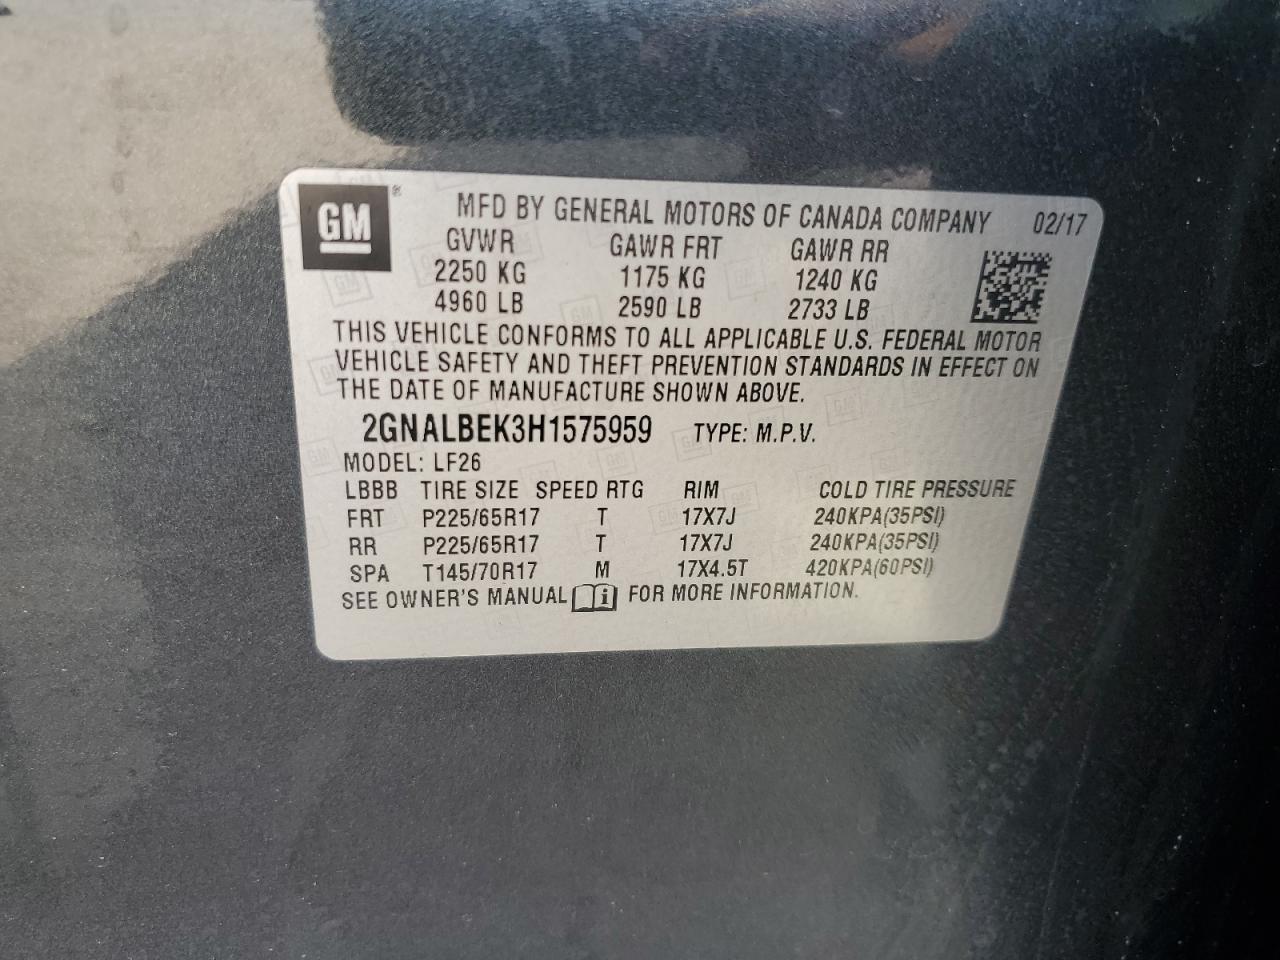 GM ®
MFD BY GENERAL MOTORS OF CANADA COMPANY 02/17
GVWR GAWR FRT GAWR RR
2250 KG 1175 KG 1240 KG
4960 LB 2590 LB 2733 LB
THIS VEHICLE CONFORMS TO ALL APPLICABLE U.S. FEDERAL MOTOR
VEHICLE SAFETY AND THEFT PREVENTION STANDARDS IN EFFECT ON
THE DATE OF MANUFACTURE SHOWN ABOVE.
2GNALBEK3H1575959 TYPE: M.P.V.
MODEL: LF26
LBBB TIRE SIZE SPEED RTG RIM COLD TIRE PRESSURE
FRT P225/65R17 T 17X7J 240KPA(35PSI)
RR P225/65R17 T 17X7J 240KPA(35PSI)
SPA T145/70R17 M 17X4.5T 420KPA(60PSI)
SEE OWNER'S MANUAL i FOR MORE INFORMATION.